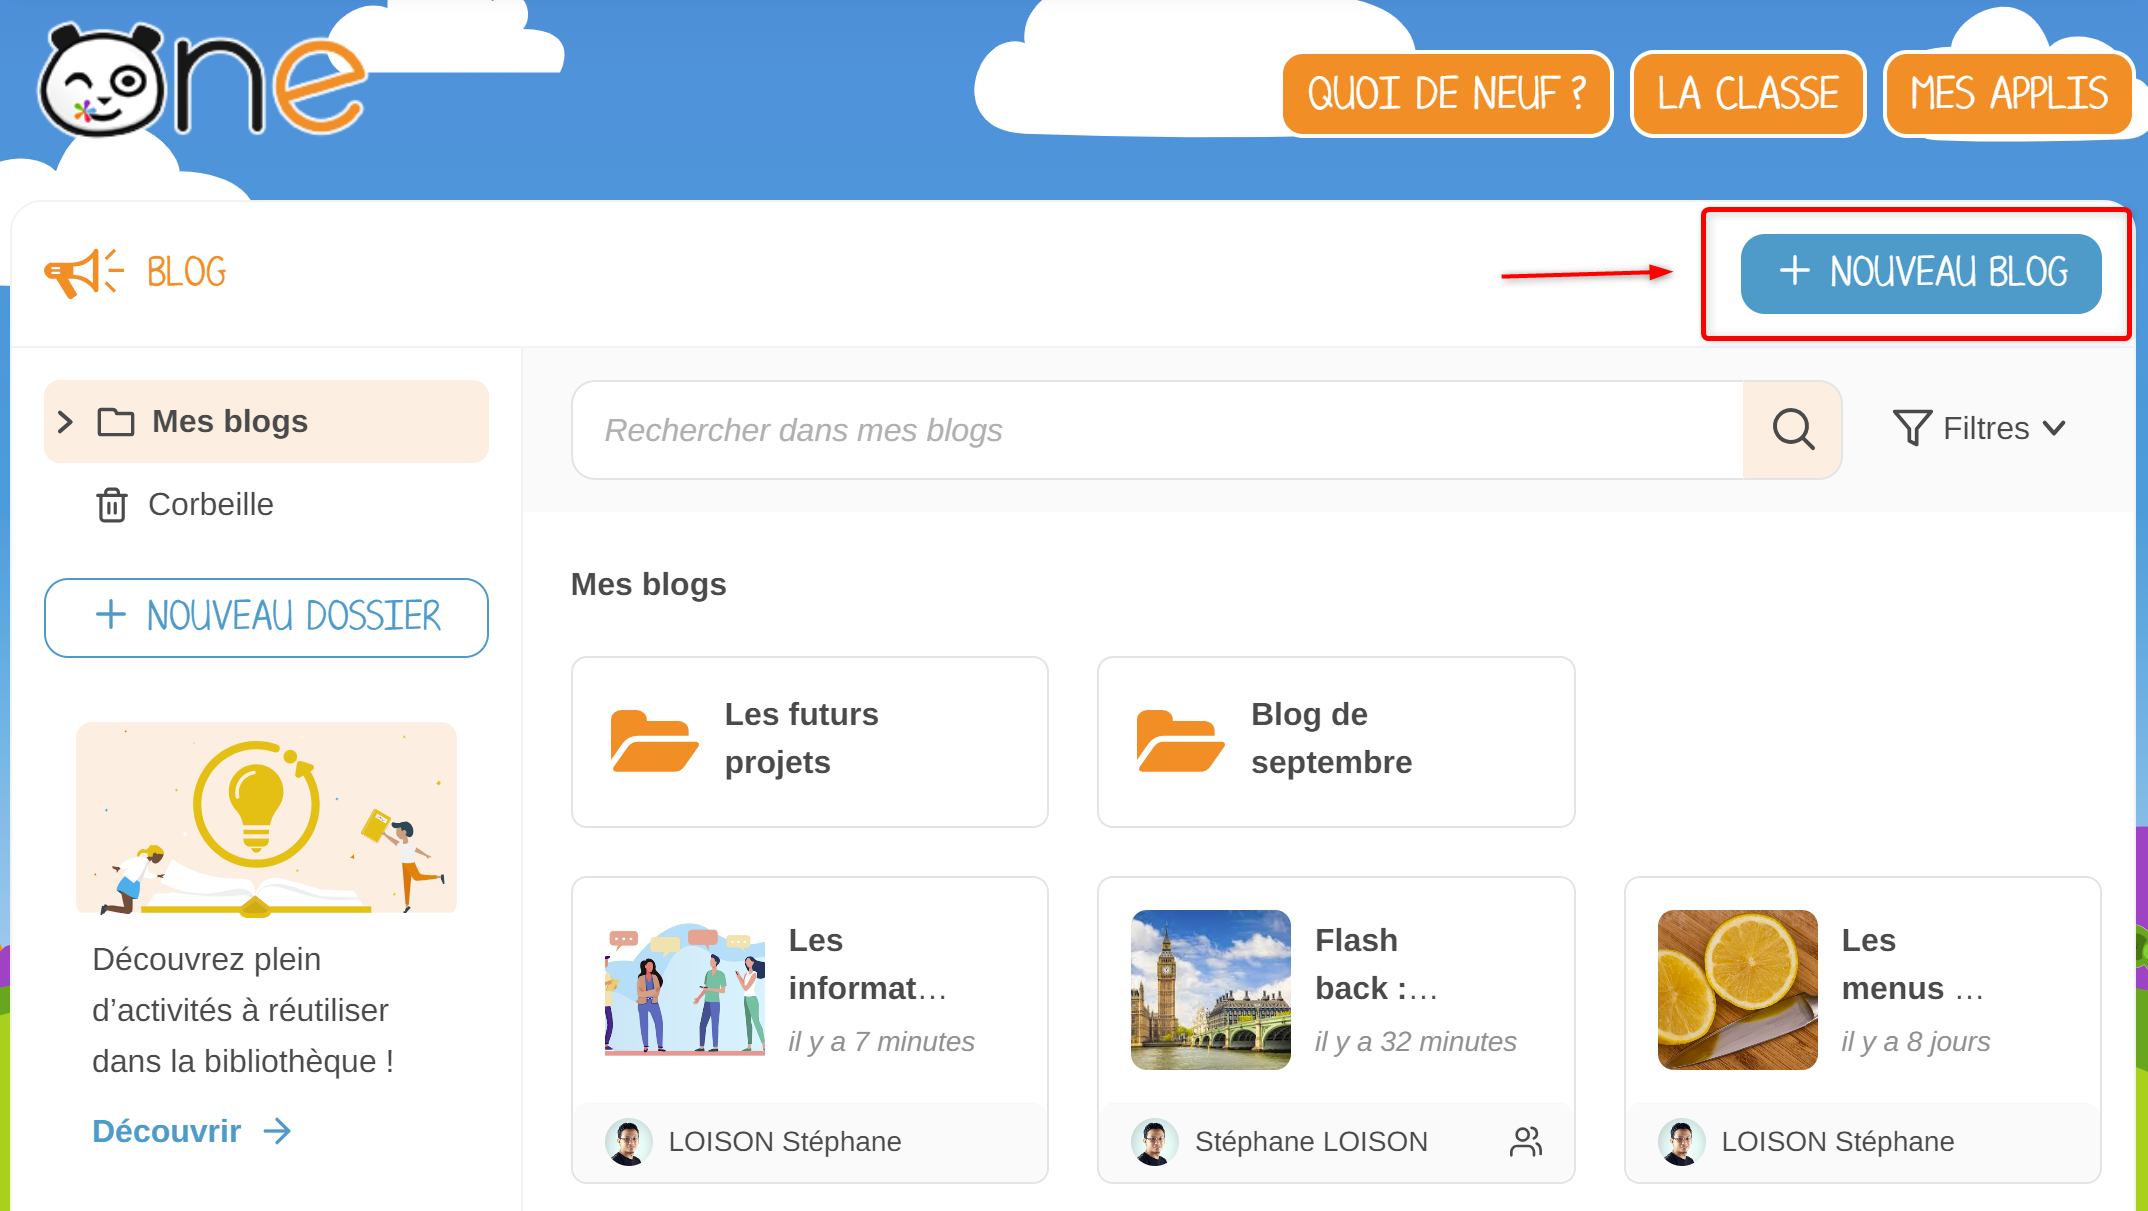 One
QUOI DE NEUF ?
LA CLASSE
MES APPLIS
BLOG
+ NOUVEAU BLOG
Mes blogs
Corbeille
+ NOUVEAU DOSSIER
Découvrez plein
d’activités à réutiliser
dans la bibliothèque !
Découvrir
Rechercher dans mes blogs
Filtres
Mes blogs
Les futurs
projets
Blog de
septembre
Les
informat…
il y a 7 minutes
LOISON Stéphane
Flash
back :…
il y a 32 minutes
Stéphane LOISON
Les
menus …
il y a 8 jours
LOISON Stéphane